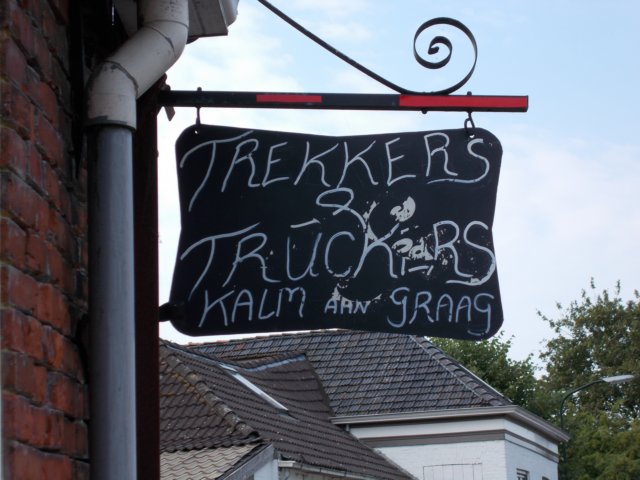 TREKKERS
&
TRUCKERS
KALM AAN GRAAG